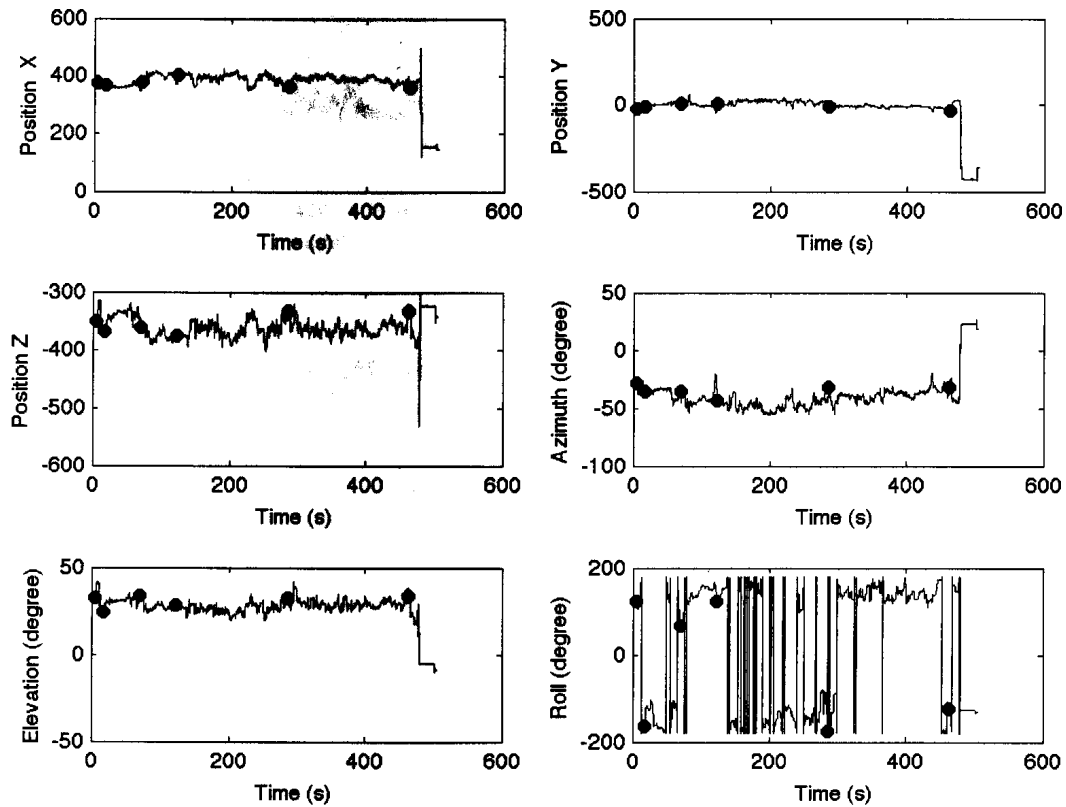 600
400
200
0
Position X
0 200 400 600
Time (s)
500
0
-500
Position Y
0 200 400 600
Time (s)
-300
-400
-500
-600
Position Z
0 200 400 600
Time (s)
50
0
-50
-100
Azimuth (degree)
0 200 400 600
Time (s)
50
0
-50
Elevation (degree)
0 200 400 600
Time (s)
200
0
-200
Roll (degree)
0 200 400 600
Time (s)